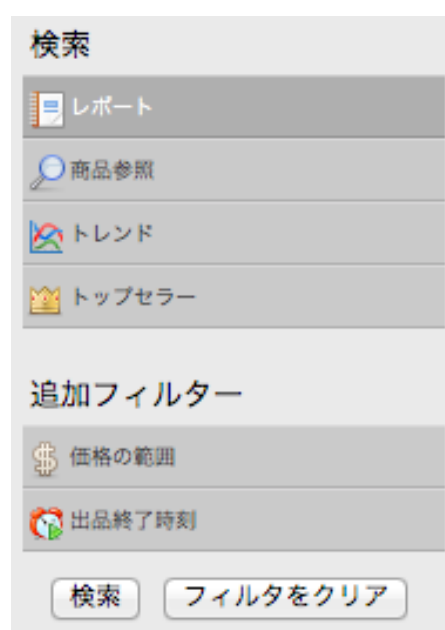 検索
レポート
商品参照
トレンド
トップセラー
追加フィルター
価格の範囲
出品終了時刻
検索 フィルタをクリア